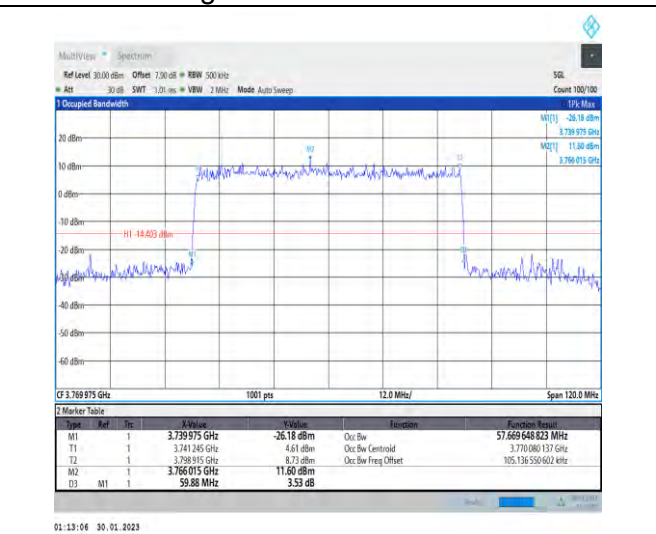 MultiView Spectrum
Ref Level 30.00 dBm Offset 7.90 dB RBW 500 kHz SGL
Att 30 dB SWT 1.01 ms VBW 2 MHz Mode Auto Sweep Count 100/100
1 Occupied Bandwidth 1Pk Max
M1[1] -26.18 dBm
3.739 975 GHz
M2[1] 11.60 dBm
3.766 015 GHz
20 dBm
M2
10 dBm
0 dBm
-10 dBm
H1 -14.403 dBm
-20 dBm
M1
-30 dBm
-40 dBm
-50 dBm
-60 dBm
CF 3.769 975 GHz 1001 pts 12.0 MHz/ Span 120.0 MHz
2 Marker Table
Type Ref Trc X-Value Y-Value Function Function Result
M1 1 3.739 975 GHz -26.18 dBm Occ Bw 57.669 648 823 MHz
T1 1 3.741 245 GHz 4.61 dBm Occ Bw Centroid 3.770 080 137 GHz
T2 1 3.798 915 GHz 8.73 dBm Occ Bw Freq Offset 105.136 550 602 kHz
M2 1 3.766 015 GHz 11.60 dBm
D3 M1 1 59.88 MHz 3.53 dB
01:13:06 30.01.2023